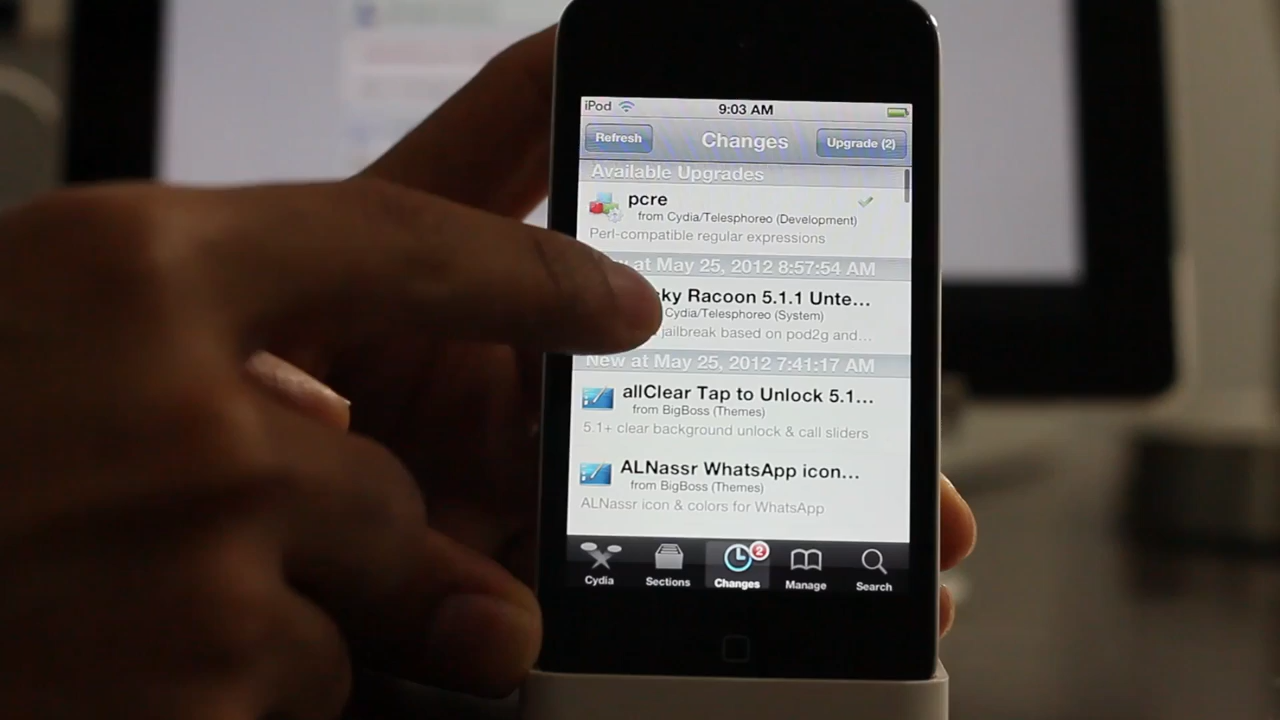 iPod
9:03 AM
Refresh
Changes
Upgrade (2)
Available Upgrades
pcre
from Cydia/Telesphoreo (Development)
Perl-compatible regular expressions
at May 25, 2012 8:57:54 AM
ky Racoon 5.1.1 Unte...
Cydia/Telesphoreo (System)
jailbreak based on pod2g and...
New at May 25, 2012 7:41:17 AM
allClear Tap to Unlock 5.1...
from BigBoss (Themes)
5.1+ clear background unlock & call sliders
ALNassr WhatsApp icon...
from BigBoss (Themes)
ALNassr icon & colors for WhatsApp
2
Cydia
Sections
Changes
Manage
Search